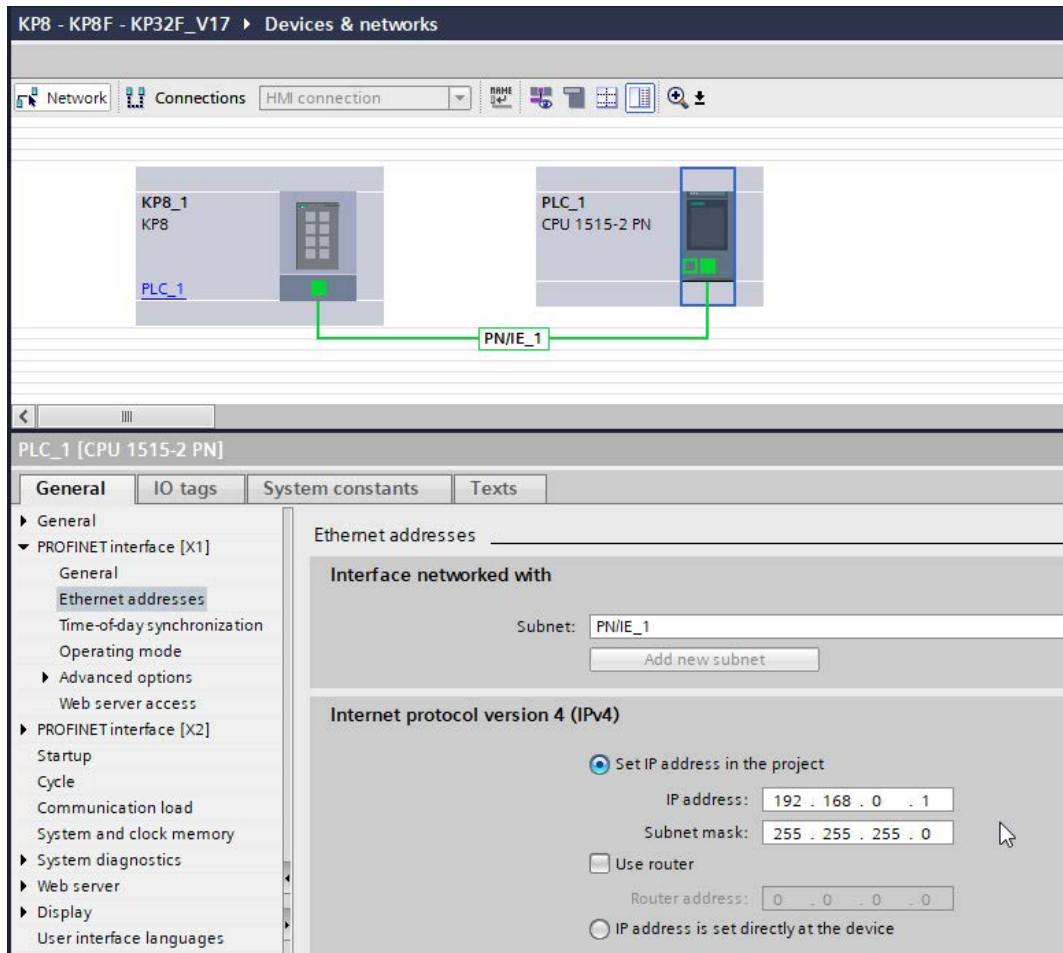 KP8 - KP8F - KP32F_V17 ▸ Devices & networks
Network Connections HMI connection
KP8_1
KP8
PLC_1
PLC_1
CPU 1515-2 PN
PN/IE_1
PLC_1 [CPU 1515-2 PN]
General IO tags System constants Texts
General
PROFINET interface [X1]
General
Ethernet addresses
Time-of-day synchronization
Operating mode
Advanced options
Web server access
PROFINET interface [X2]
Startup
Cycle
Communication load
System and clock memory
System diagnostics
Web server
Display
User interface languages
Ethernet addresses
Interface networked with
Subnet: PN/IE_1
Add new subnet
Internet protocol version 4 (IPv4)
Set IP address in the project
IP address: 192 . 168 . 0 . 1
Subnet mask: 255 . 255 . 255 . 0
Use router
Router address: 0 . 0 . 0 . 0
IP address is set directly at the device